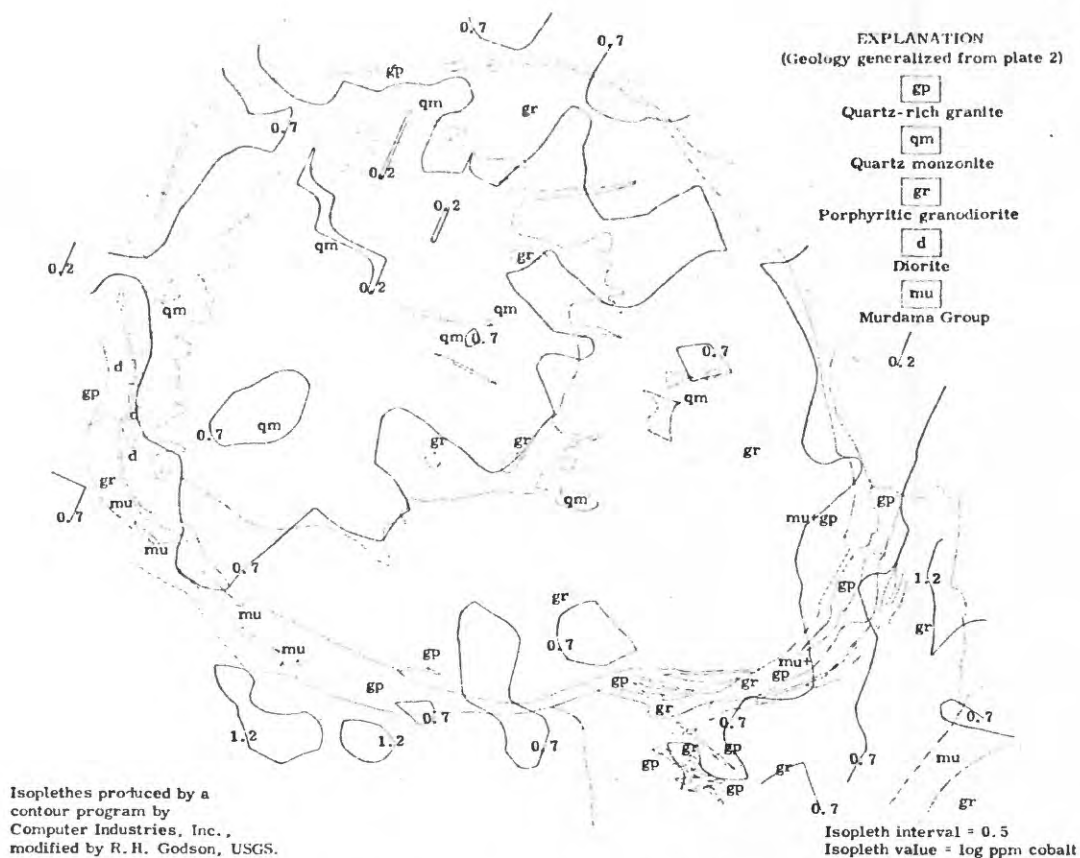 0.7
0.7
EXPLANATION
(Geology generalized from plate 2)
gp
Quartz-rich granite
qm
Quartz monzonite
gr
Porphyritic granodiorite
d
Diorite
mu
Murdama Group
0.2
gp
qm
gr
0.7
0.2
0.2
qm
gr
0.2
0.2
qm
qm
qm
0.7
0.7
d
gp
qm
d
qm
0.7
gr
gr
gr
d
gr
qm
gp
mu
0.7
mu+gp
mu
0.7
gp
1.2
mu
gr
gr
mu
0.7
gp
mu+
gp
gp
gp
gr
gr
0.7
0.7
0.7
1.2
1.2
0.7
gr
gp
gp
gp
gr
0.7
mu
gr
0.7
Isoplethes produced by a
contour program by
Computer Industries, Inc.,
modified by R. H. Godson, USGS.
Isopleth interval = 0.5
Isopleth value = log ppm cobalt